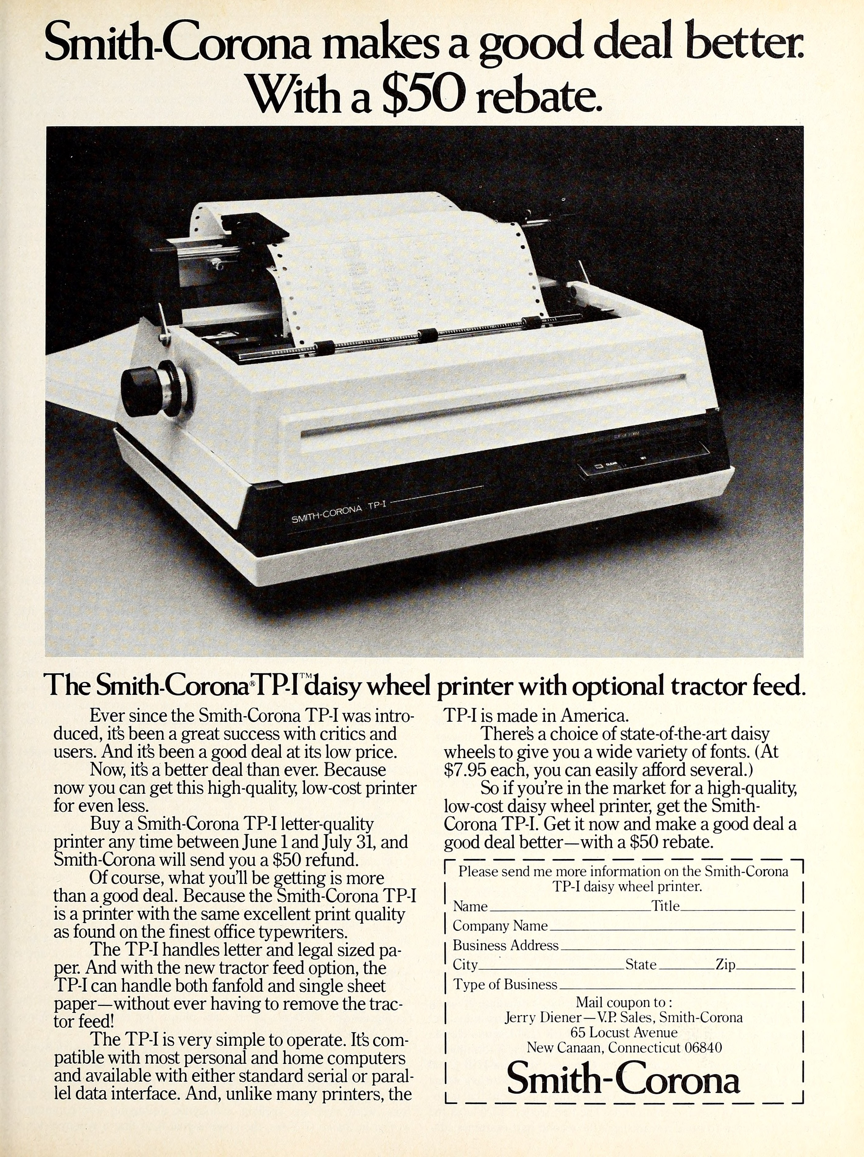 Smith-Corona makes a good deal better.
With a $50 rebate.
SMITH-CORONA TP-I
The Smith-Corona® TP-I™ daisy wheel printer with optional tractor feed.
Ever since the Smith-Corona TP-I was intro-
duced, it's been a great success with critics and
users. And it's been a good deal at its low price.
Now, it's a better deal than ever. Because
now you can get this high-quality, low-cost printer
for even less.
Buy a Smith-Corona TP-I letter-quality
printer any time between June 1 and July 31, and
Smith-Corona will send you a $50 refund.
Of course, what you'll be getting is more
than a good deal. Because the Smith-Corona TP-I
is a printer with the same excellent print quality
as found on the finest office typewriters.
The TP-I handles letter and legal sized pa-
per. And with the new tractor feed option, the
TP-I can handle both fanfold and single sheet
paper—without ever having to remove the trac-
tor feed!
The TP-I is very simple to operate. It's com-
patible with most personal and home computers
and available with either standard serial or paral-
lel data interface. And, unlike many printers, the
TP-I is made in America.
There's a choice of state-of-the-art daisy
wheels to give you a wide variety of fonts. (At
$7.95 each, you can easily afford several.)
So if you're in the market for a high-quality,
low-cost daisy wheel printer, get the Smith-
Corona TP-I. Get it now and make a good deal a
good deal better—with a $50 rebate.
Please send me more information on the Smith-Corona
TP-I daisy wheel printer.
Name Title
Company Name
Business Address
City State Zip
Type of Business
Mail coupon to :
Jerry Diener—V.P. Sales, Smith-Corona
65 Locust Avenue
New Canaan, Connecticut 06840
Smith-Corona